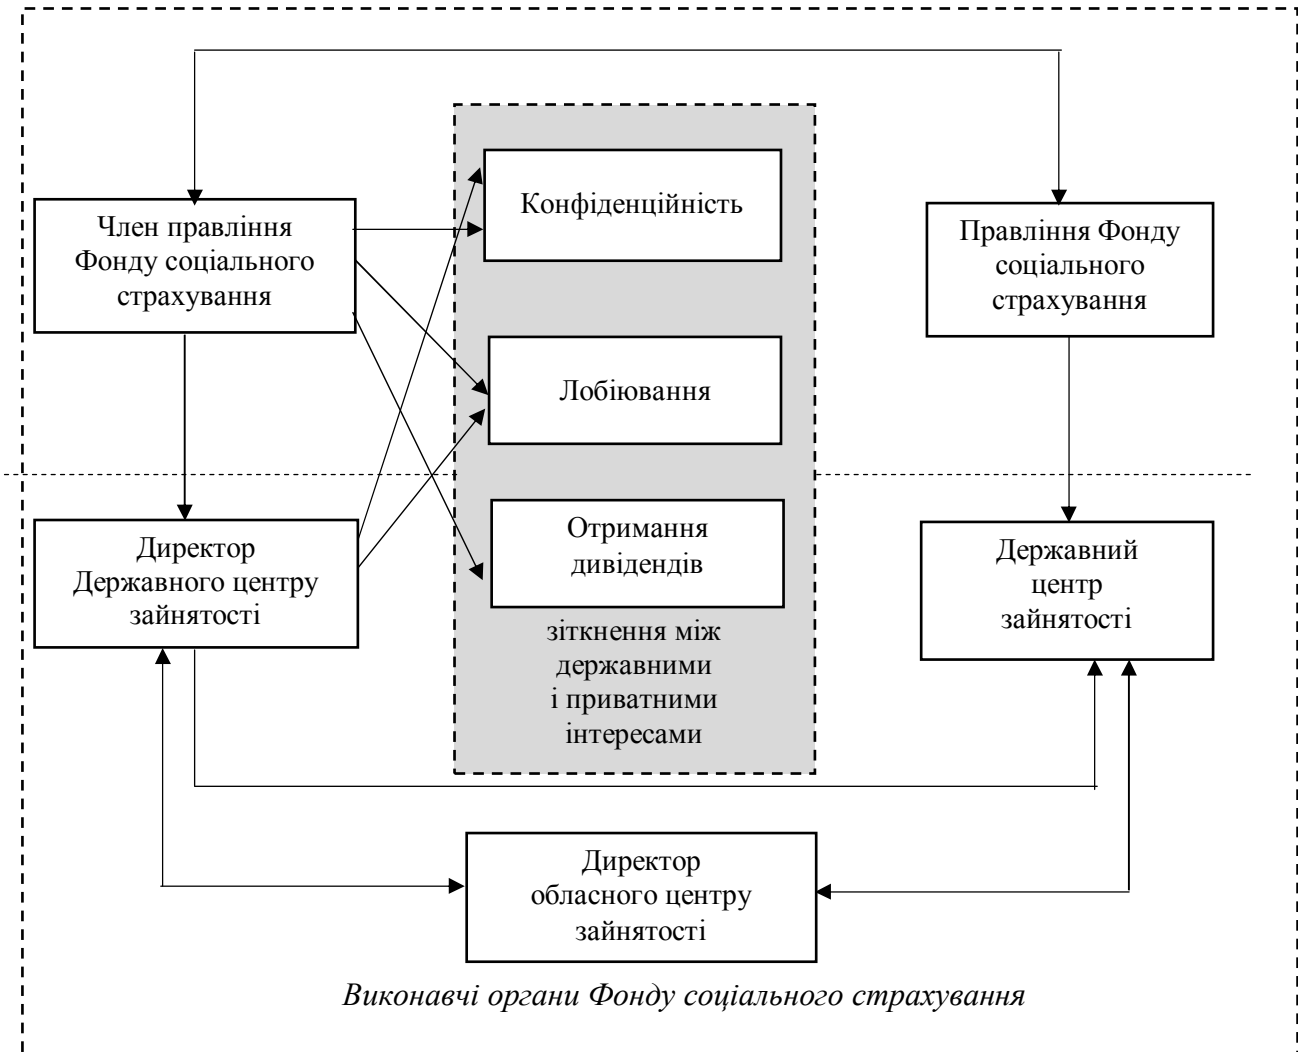 Конфіденційність
Член правління
Фонду соціального
страхування
Правління Фонду
соціального
страхування
Лобіювання
Отримання
дивідендів
Директор
Державного центру
зайнятості
Державний
центр
зайнятості
зіткнення між
державними
і приватними
інтересами
Директор
обласного центру
зайнятості
Виконавчі органи Фонду соціального страхування